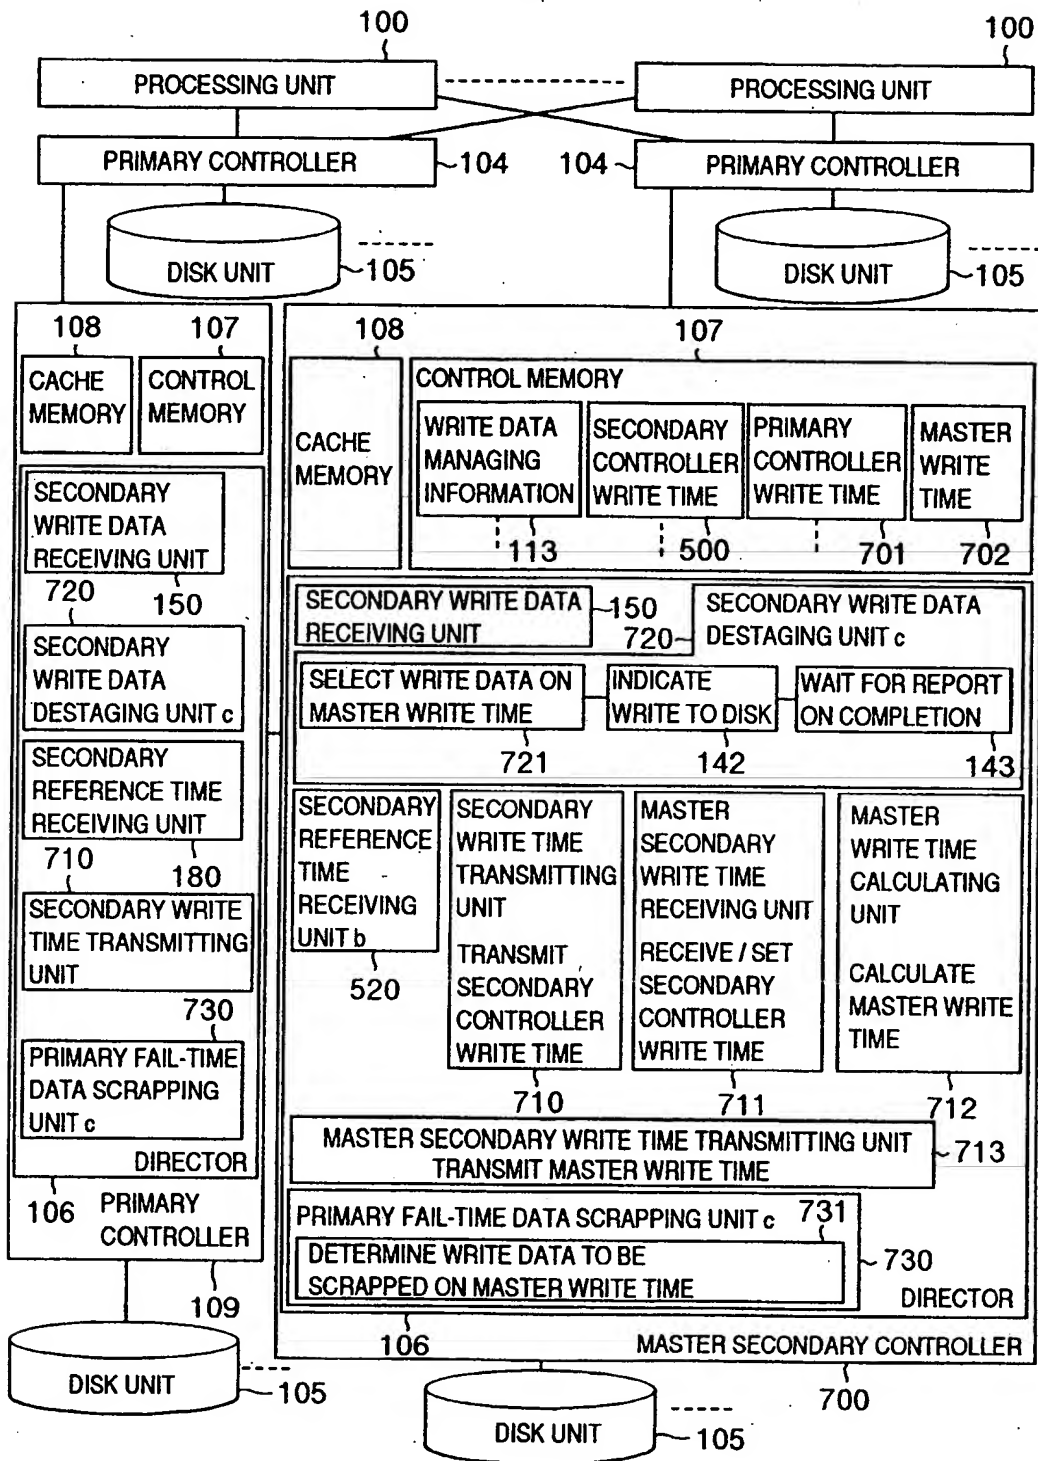 100
100
PROCESSING UNIT
PROCESSING UNIT
PRIMARY CONTROLLER
104
104
PRIMARY CONTROLLER
DISK UNIT
105
DISK UNIT
105
108
107
CACHE
MEMORY
CONTROL
MEMORY
SECONDARY
WRITE DATA
RECEIVING UNIT
720
150
SECONDARY
WRITE DATA
DESTAGING UNIT c
SECONDARY
REFERENCE TIME
RECEIVING UNIT
710
180
SECONDARY WRITE
TIME TRANSMITTING
UNIT
730
PRIMARY FAIL-TIME
DATA SCRAPPING
UNIT c
DIRECTOR
106
PRIMARY
CONTROLLER
109
DISK UNIT
105
108
107
CACHE
MEMORY
CONTROL MEMORY
WRITE DATA
MANAGING
INFORMATION
113
SECONDARY
CONTROLLER
WRITE TIME
500
PRIMARY
CONTROLLER
WRITE TIME
701
MASTER
WRITE
TIME
702
SECONDARY WRITE DATA
RECEIVING UNIT
150
720
SECONDARY WRITE DATA
DESTAGING UNIT c
SELECT WRITE DATA ON
MASTER WRITE TIME
721
INDICATE
WRITE TO DISK
142
WAIT FOR REPORT
ON COMPLETION
143
SECONDARY
REFERENCE
TIME
RECEIVING
UNIT b
520
SECONDARY
WRITE TIME
TRANSMITTING
UNIT
TRANSMIT
SECONDARY
CONTROLLER
WRITE TIME
710
MASTER
SECONDARY
WRITE TIME
RECEIVING UNIT
RECEIVE / SET
SECONDARY
CONTROLLER
WRITE TIME
711
MASTER
WRITE TIME
CALCULATING
UNIT
CALCULATE
MASTER WRITE
TIME
712
MASTER SECONDARY WRITE TIME TRANSMITTING UNIT
TRANSMIT MASTER WRITE TIME
713
PRIMARY FAIL-TIME DATA SCRAPPING UNIT c
731
DETERMINE WRITE DATA TO BE
SCRAPPED ON MASTER WRITE TIME
730
DIRECTOR
106
MASTER SECONDARY CONTROLLER
700
DISK UNIT
105